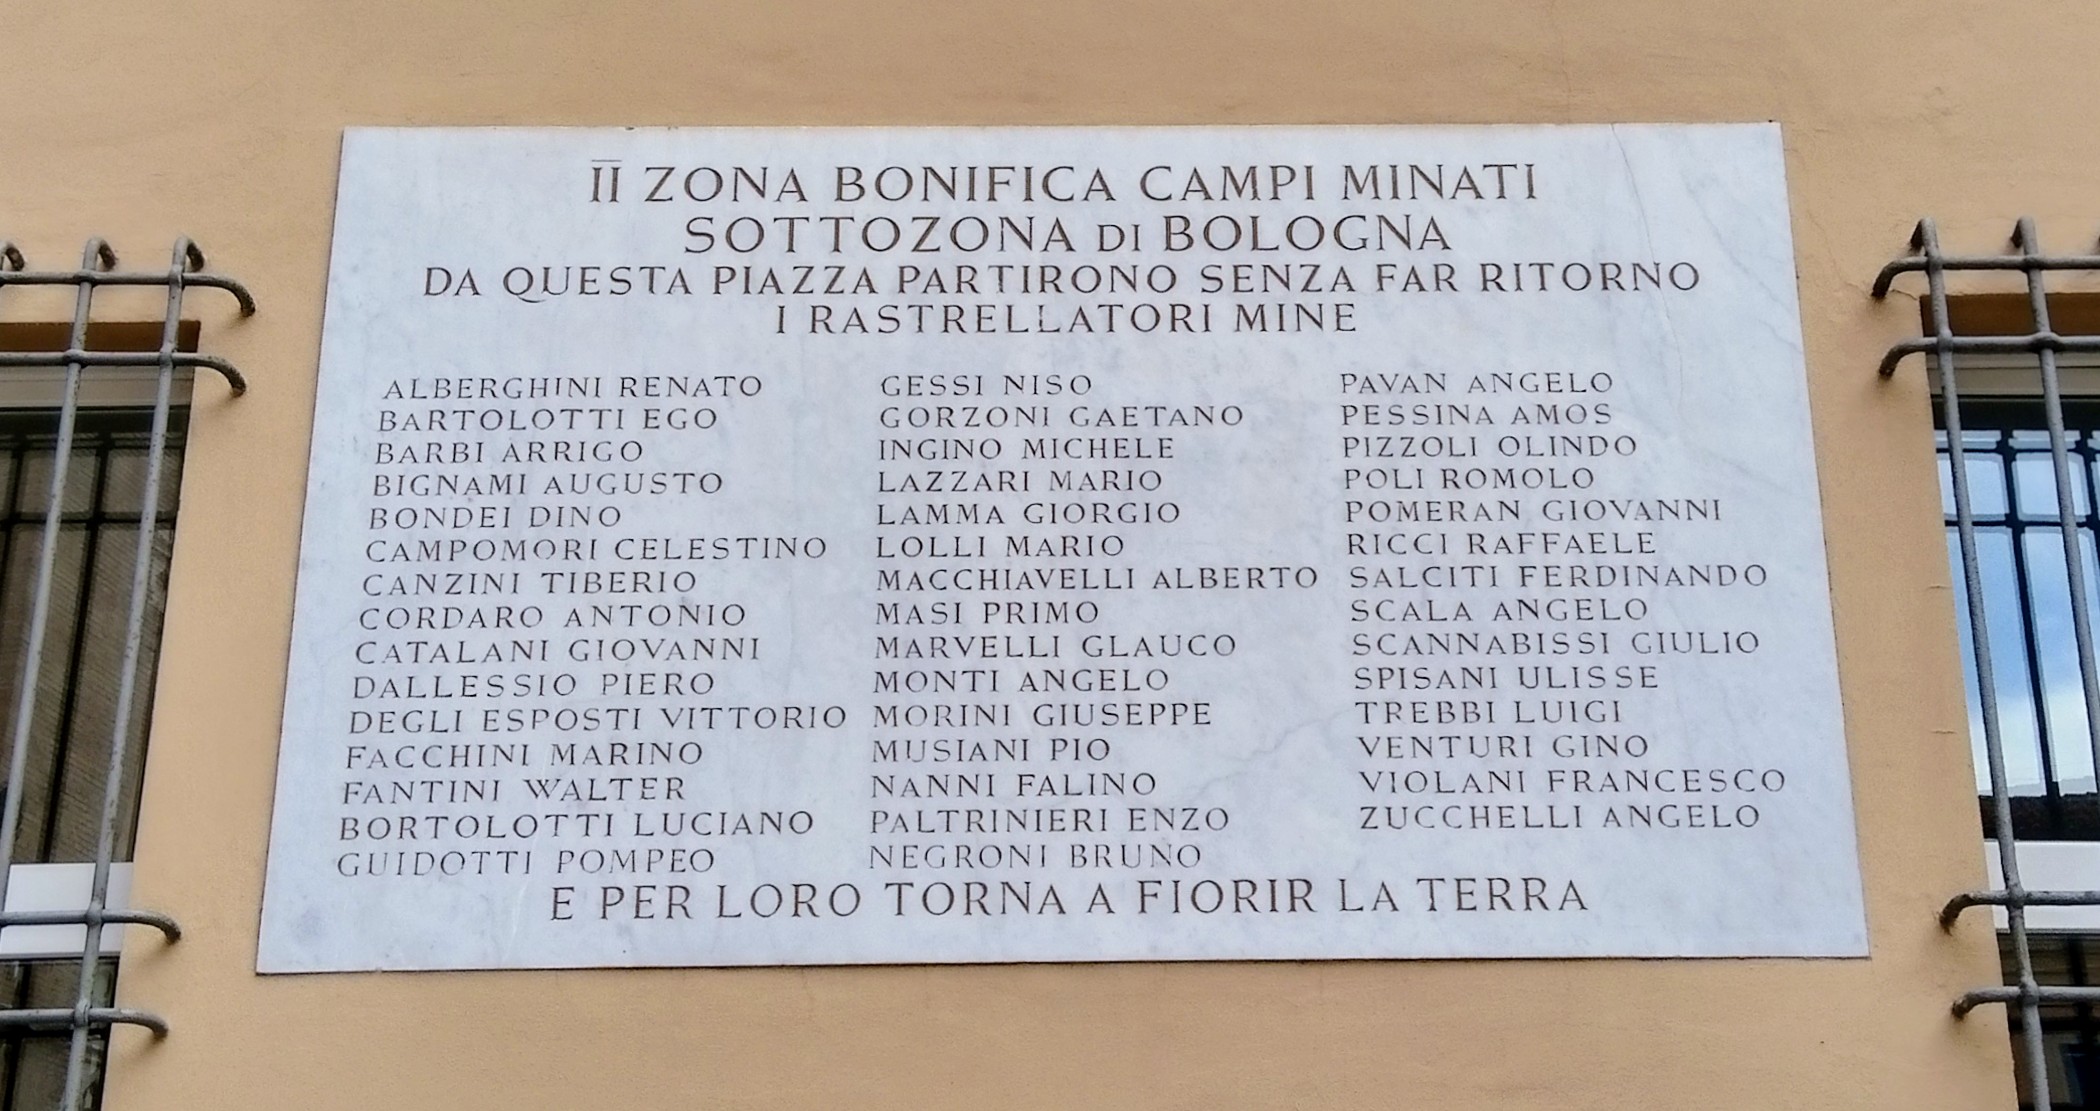 II ZONA BONIFICA CAMPI MINATI
SOTTOZONA DI BOLOGNA
DA QUESTA PIAZZA PARTIRONO SENZA FAR RITORNO
I RASTRELLATORI MINE
ALBERGHINI RENATO
BARTOLOTTI EGO
BARBI ARRIGO
BIGNAMI AUGUSTO
BONDEI DINO
CAMPOMORI CELESTINO
CANZINI TIBERIO
CORDARO ANTONIO
CATALANI GIOVANNI
DALLESSIO PIERO
DEGLI ESPOSTI VITTORIO
FACCHINI MARINO
FANTINI WALTER
BORTOLOTTI LUCIANO
GUIDOTTI POMPEO
GESSI NISO
GORZONI GAETANO
INGINO MICHELE
LAZZARI MARIO
LAMMA GIORGIO
LOLLI MARIO
MACCHIAVELLI ALBERTO
MASI PRIMO
MARVELLI GLAUCO
MONTI ANGELO
MORINI GIUSEPPE
MUSIANI PIO
NANNI FALINO
PALTRINIERI ENZO
NEGRONI BRUNO
PAVAN ANGELO
PESSINA AMOS
PIZZOLI OLINDO
POLI ROMOLO
POMERAN GIOVANNI
RICCI RAFFAELE
SALCITI FERDINANDO
SCALA ANGELO
SCANNABISSI GIULIO
SPISANI ULISSE
TREBBI LUIGI
VENTURI GINO
VIOLANI FRANCESCO
ZUCCHELLI ANGELO
E PER LORO TORNA A FIORIR LA TERRA